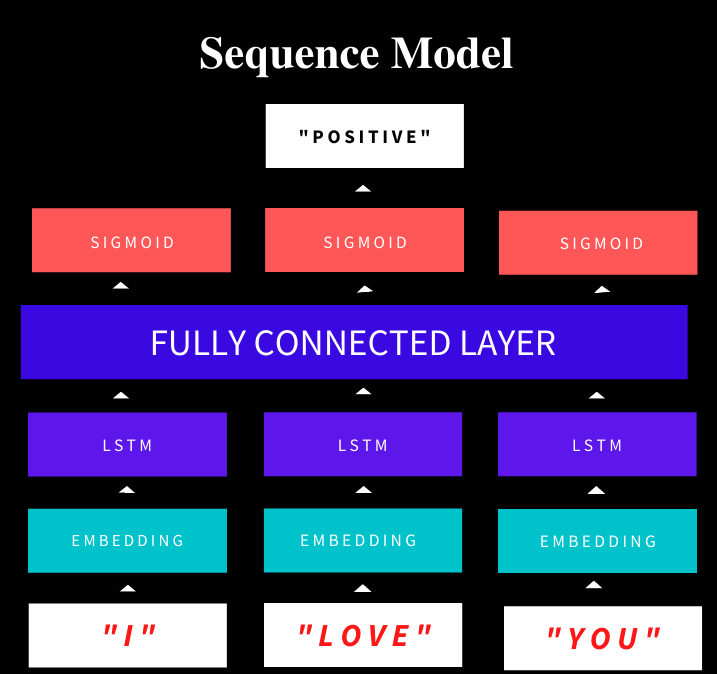 Sequence Model
"POSITIVE"
SIGMOID SIGMOID SIGMOID
FULLY CONNECTED LAYER
LSTM LSTM LSTM
EMBEDDING EMBEDDING EMBEDDING
"I" "LOVE" "YOU"